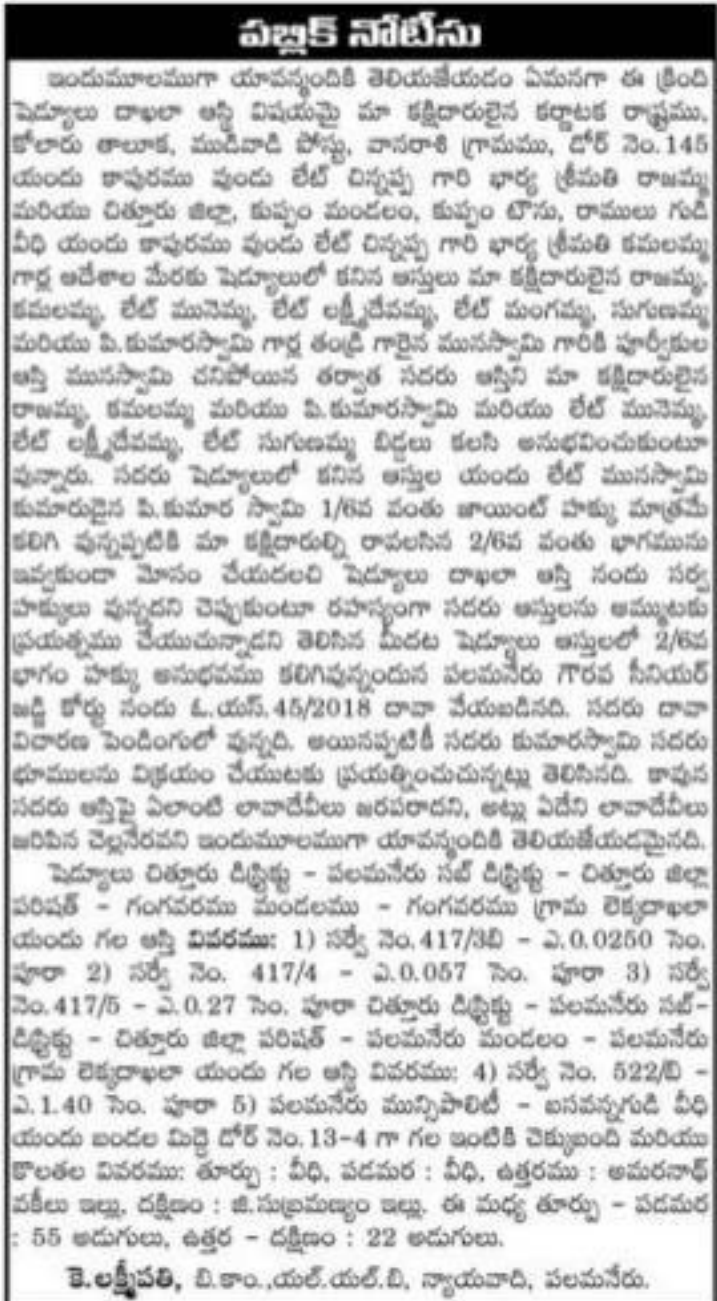 పబ్లిక్ నోటీసు
ఇందుమూలముగా యావన్మందికి తెలియజేయడం ఏమనగా ఈ క్రింది
షెడ్యూలు దాఖలా ఆస్తి విషయమై మా కక్షిదారులైన కర్ణాటక రాష్ట్రము,
కోలారు తాలూక, ముదివాడి పోస్టు, వానరాశి గ్రామము, డోర్ నెం.145
యందు కాపురము వుండు లేట్ చిన్నప్ప గారి భార్య శ్రీమతి రాజమ్మ
మరియు చిత్తూరు జిల్లా, కుప్పం మండలం, కుప్పం టౌను, రాములు గుడి
వీధి యందు కాపురము వుండు లేట్ చిన్నప్ప గారి భార్య శ్రీమతి కమలమ్మ
గార్ల ఆదేశాల మేరకు షెడ్యూలులో కనిన ఆస్తులు మా కక్షిదారులైన రాజమ్మ,
కమలమ్మ, లేట్ మునెమ్మ, లేట్ లక్ష్మీదేవమ్మ, లేట్ మంగమ్మ, సుగుణమ్మ
మరియు పి.కుమారస్వామి గార్ల తండ్రి గారైన మునస్వామి గారికి పూర్వీకుల
ఆస్తి మునస్వామి చనిపోయిన తర్వాత సదరు ఆస్తిని మా కక్షిదారులైన
రాజమ్మ, కమలమ్మ మరియు పి.కుమారస్వామి మరియు లేట్ మునెమ్మ,
లేట్ లక్ష్మీదేవమ్మ, లేట్ సుగుణమ్మ బిడ్డలు కలసి అనుభవించుకుంటూ
వున్నారు. సదరు షెడ్యూలులో కనిన ఆస్తుల యందు లేట్ మునస్వామి
కుమారుడైన పి.కుమార స్వామి 1/6వ వంతు జాయింట్ హక్కు మాత్రమే
కలిగి వున్నప్పటికి మా కక్షిదారుల్ని రావలసిన 2/6వ వంతు భాగమును
ఇవ్వకుండా మోసం చేయదలచి షెడ్యూలు దాఖలా ఆస్తి నందు సర్వ
హక్కులు వున్నదని చెప్పుకుంటూ రహస్యంగా సదరు ఆస్తులను అమ్ముటకు
ప్రయత్నము చేయుచున్నాడని తెలిసిన మీదట షెడ్యూలు ఆస్తులలో 2/6వ
భాగం హక్కు అనుభవము కలిగివున్నందున పలమనేరు గౌరవ సీనియర్
జడ్జి కోర్టు నందు ఓ.యస్.45/2018 దావా వేయబడినది. సదరు దావా
విచారణ పెండింగులో వున్నది. అయినప్పటికీ సదరు కుమారస్వామి సదరు
భూములను విక్రయం చేయుటకు ప్రయత్నించుచున్నట్లు తెలిసినది. కావున
సదరు ఆస్తిపై ఏలాంటి లావాదేవీలు జరపరాదని, అట్లు ఏదేని లావాదేవీలు
జరిపిన చెల్లనేరవని ఇందుమూలముగా యావన్మందికి తెలియజేయడమైనది.
షెడ్యూలు చిత్తూరు డిస్ట్రిక్టు - పలమనేరు సబ్ డిస్ట్రిక్టు - చిత్తూరు జిల్లా
పరిషత్ - గంగవరము మండలము - గంగవరము గ్రామ లెక్కదాఖలా
యందు గల ఆస్తి వివరము: 1) సర్వే నెం.417/3బి - ఎ.0.0250 సెం.
పూరా 2) సర్వే నెం. 417/4 - ఎ.0.057 సెం. పూరా 3) సర్వే
నెం.417/5 - ఎ.0.27 సెం. పూరా చిత్తూరు డిస్ట్రిక్టు - పలమనేరు సబ్-
డిస్ట్రిక్టు - చిత్తూరు జిల్లా పరిషత్ - పలమనేరు మండలం - పలమనేరు
గ్రామ లెక్కదాఖలా యందు గల ఆస్తి వివరము: 4) సర్వే నెం. 522/బి -
ఎ.1.40 సెం. పూరా 5) పలమనేరు మున్సిపాలిటీ - బసవన్నగుడి వీధి
యందు బండల మిద్దె డోర్ నెం.13-4 గా గల ఇంటికి చెక్కుబంది మరియు
కొలతల వివరము: తూర్పు : వీధి, పడమర : వీధి, ఉత్తరము : అమరనాథ్
వకీలు ఇల్లు, దక్షిణం : జి.సుబ్రమణ్యం ఇల్లు. ఈ మధ్య తూర్పు - పడమర
: 55 అడుగులు, ఉత్తర - దక్షిణం : 22 అడుగులు.
కె.లక్ష్మీపతి, బి.కాం.,యల్.యల్.బి, న్యాయవాది, పలమనేరు.